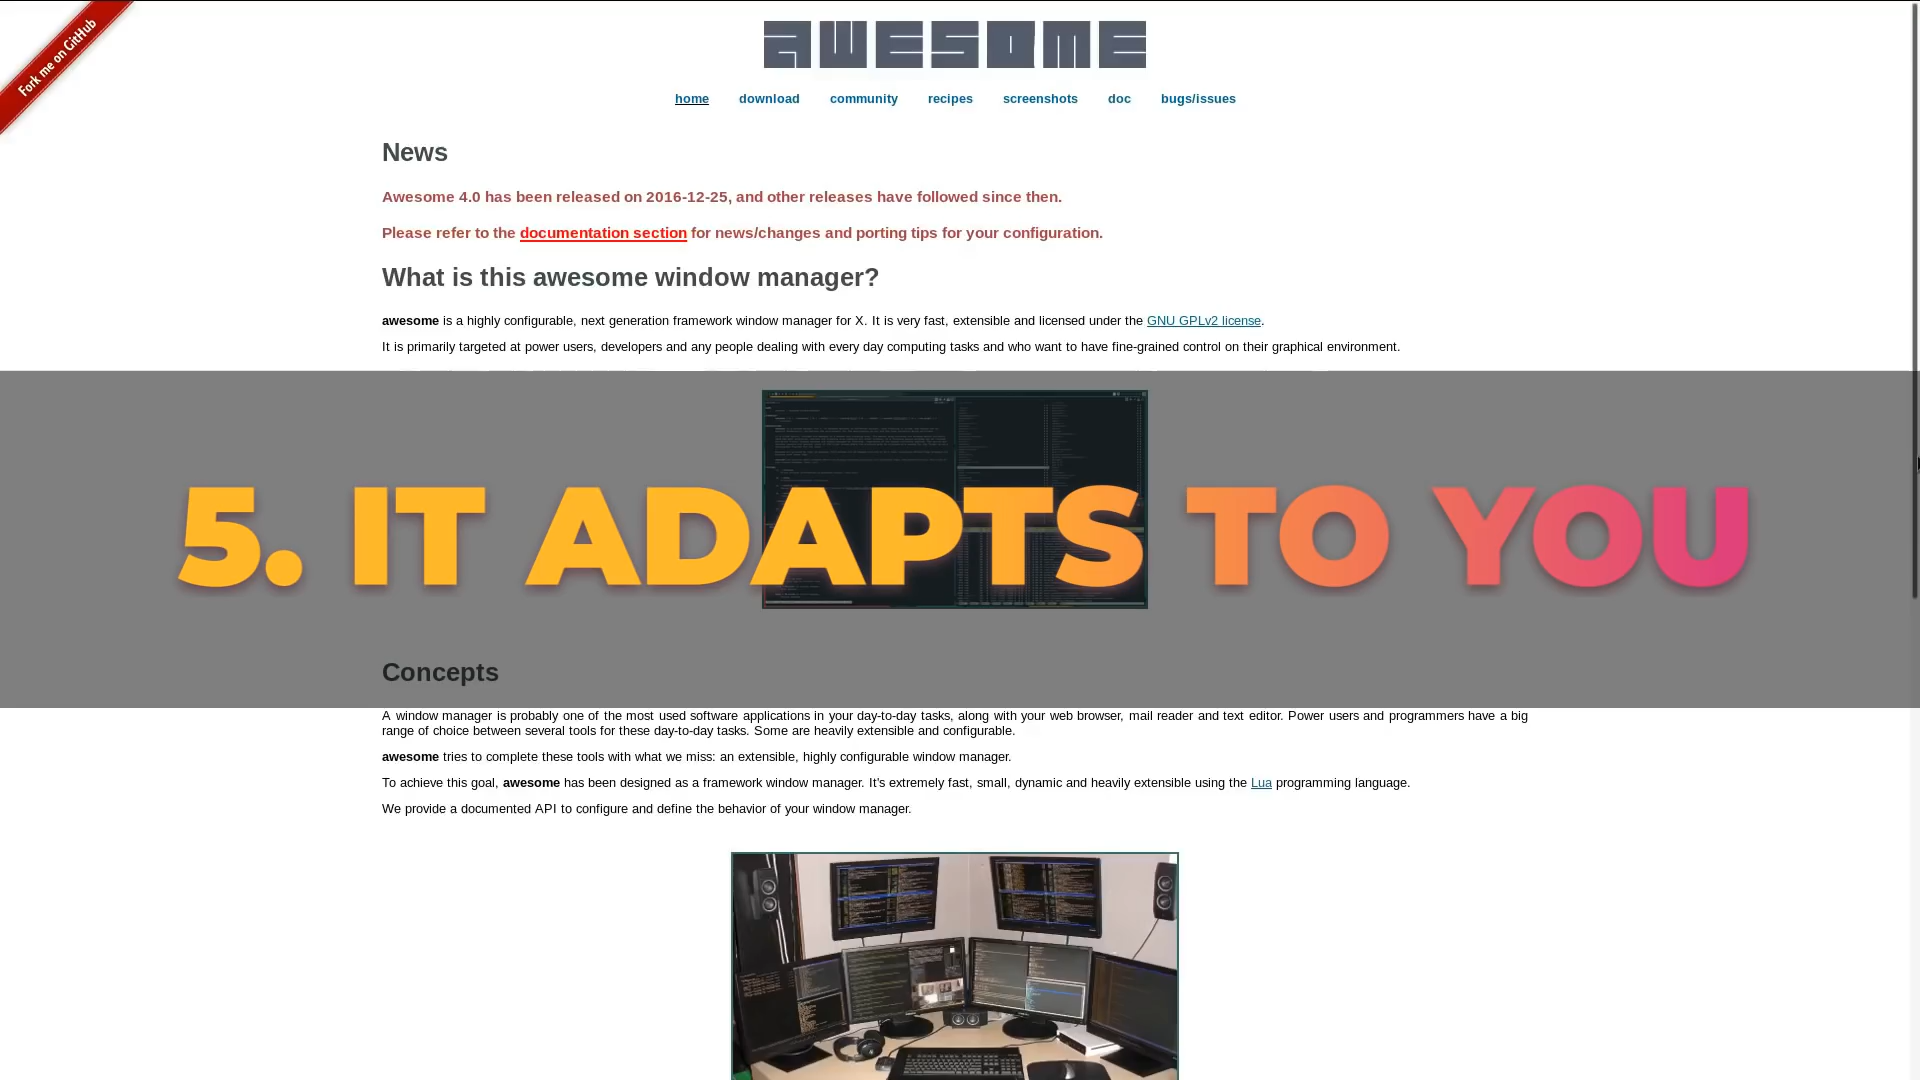 Fork me on GitHub
AWESOME
home download community recipes screenshots doc bugs/issues
News
Awesome 4.0 has been released on 2016-12-25, and other releases have followed since then.
Please refer to the documentation section for news/changes and porting tips for your configuration.
What is this awesome window manager?
awesome is a highly configurable, next generation framework window manager for X. It is very fast, extensible and licensed under the GNU GPLv2 license.
It is primarily targeted at power users, developers and any people dealing with every day computing tasks and who want to have fine-grained control on their graphical environment.
5. IT ADAPTS TO YOU
Concepts
A window manager is probably one of the most used software applications in your day-to-day tasks, along with your web browser, mail reader and text editor. Power users and programmers have a big
range of choice between several tools for these day-to-day tasks. Some are heavily extensible and configurable.
awesome tries to complete these tools with what we miss: an extensible, highly configurable window manager.
To achieve this goal, awesome has been designed as a framework window manager. It's extremely fast, small, dynamic and heavily extensible using the Lua programming language.
We provide a documented API to configure and define the behavior of your window manager.